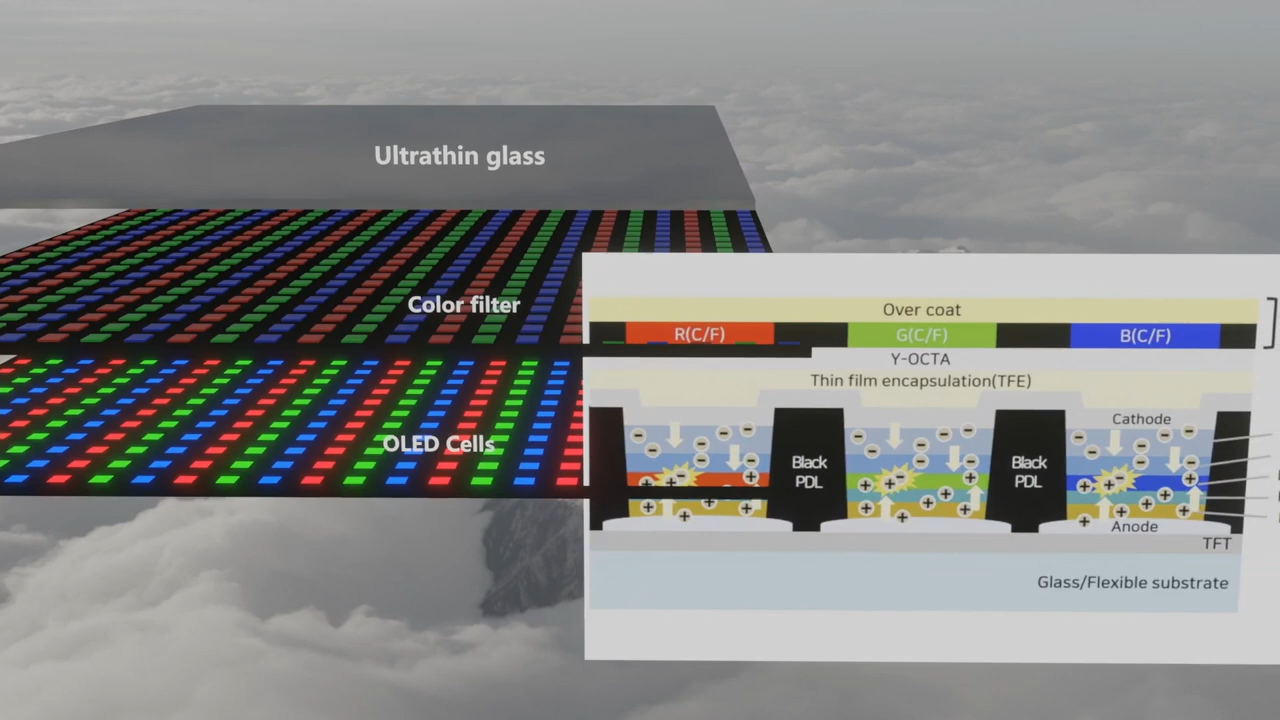 Ultrathin glass
Color filter
OLED Cells
Over coat
R(C/F)
G(C/F)
B(C/F)
Y-OCTA
Thin film encapsulation(TFE)
Cathode
Black
PDL
Black
PDL
Anode
TFT
Glass/Flexible substrate